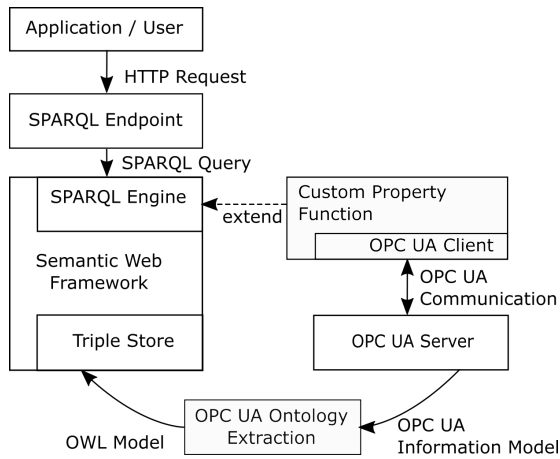 Application / User
HTTP Request
SPARQL Endpoint
SPARQL Query
SPARQL Engine
Semantic Web
Framework
Triple Store
extend
Custom Property
Function
OPC UA Client
OPC UA
Communication
OPC UA Server
OPC UA
Information Model
OPC UA Ontology
Extraction
OWL Model